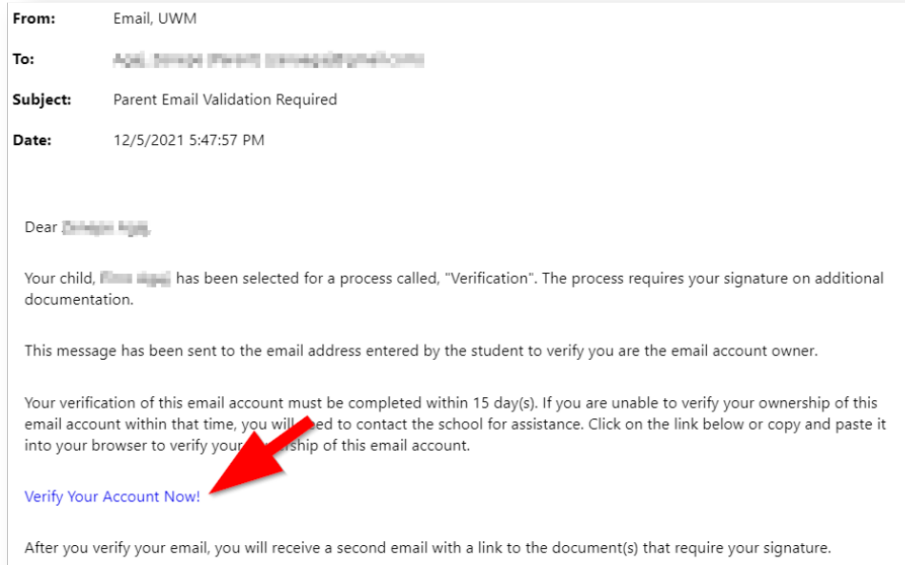 From: Email, UWM
To:
Subject: Parent Email Validation Required
Date: 12/5/2021 5:47:57 PM
Dear
Your child, has been selected for a process called, "Verification". The process requires your signature on additional
documentation.
This message has been sent to the email address entered by the student to verify you are the email account owner.
Your verification of this email account must be completed within 15 day(s). If you are unable to verify your ownership of this
email account within that time, you will to contact the school for assistance. Click on the link below or copy and paste it
into your browser to verify your of this email account.
Verify Your Account Now!
After you verify your email, you will receive a second email with a link to the document(s) that require your signature.